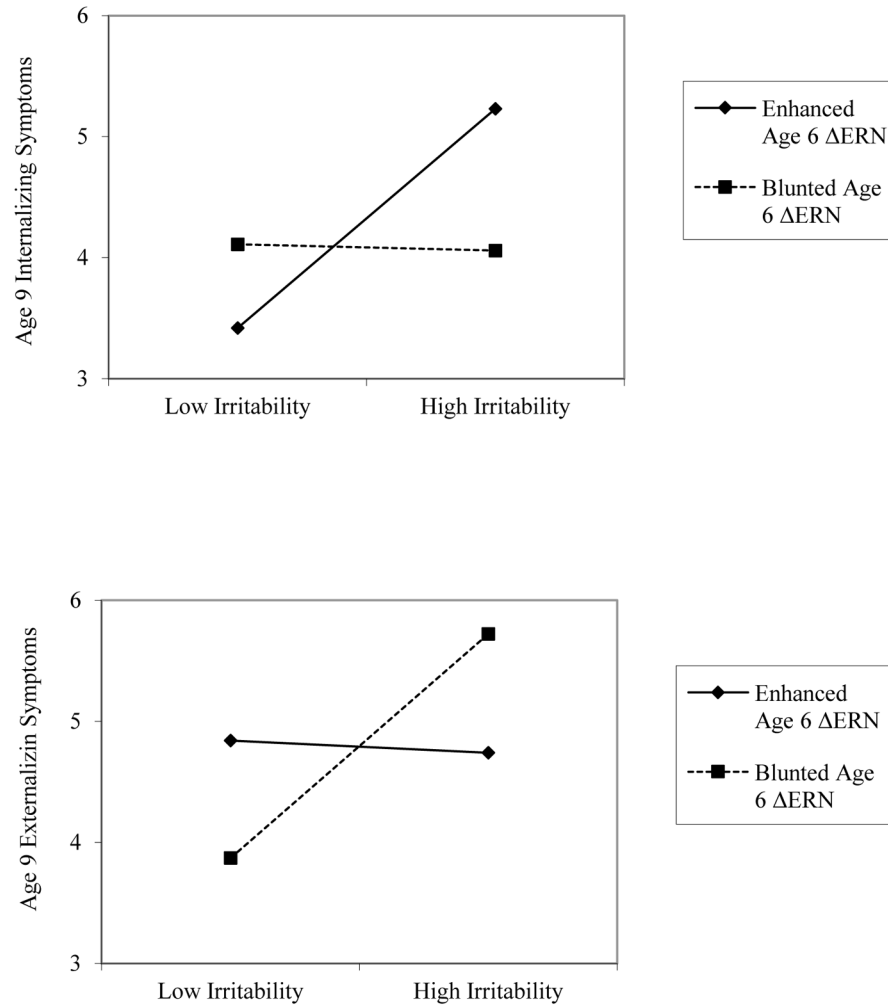 6
5
4
3
Age 9 Internalizing Symptoms
Low Irritability
High Irritability
Enhanced
Age 6 ΔERN
Blunted Age
6 ΔERN
6
5
4
3
Age 9 Externalizin Symptoms
Low Irritability
High Irritability
Enhanced
Age 6 ΔERN
Blunted Age
6 ΔERN